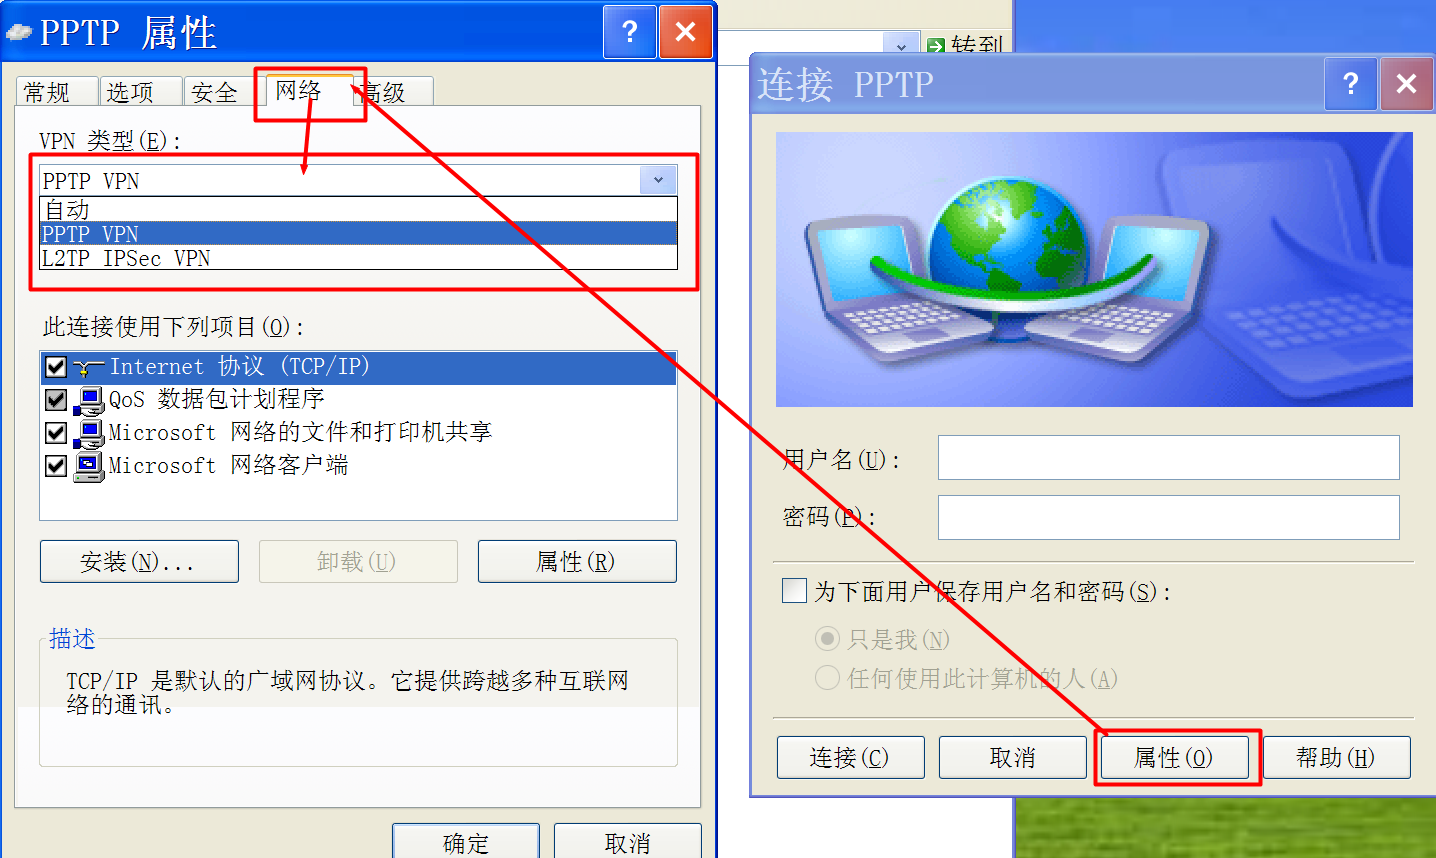 PPTP 属性
?
常规
选项
安全
网络
高级
VPN 类型(E):
PPTP VPN
自动
PPTP VPN
L2TP IPSec VPN
此连接使用下列项目(O):
Internet 协议 (TCP/IP)
QoS 数据包计划程序
Microsoft 网络的文件和打印机共享
Microsoft 网络客户端
安装(N)...
卸载(U)
属性(R)
描述
TCP/IP 是默认的广域网协议。它提供跨越多种互联网
络的通讯。
确定
取消
转到
连接 PPTP
?
用户名(U):
密码(P):
为下面用户保存用户名和密码(S):
只是我(N)
任何使用此计算机的人(A)
连接(C)
取消
属性(O)
帮助(H)